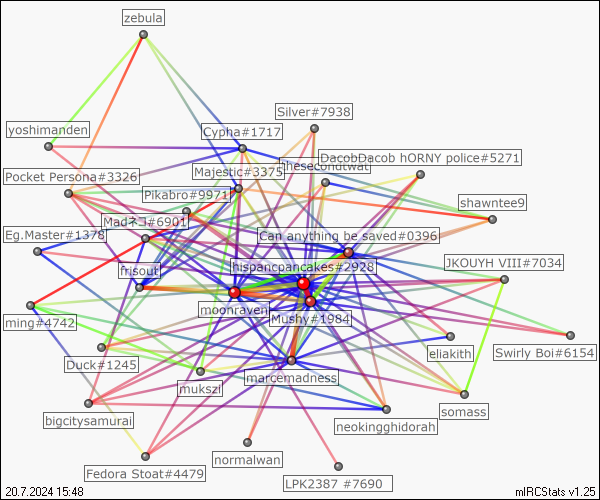 zebula
Silver#7938
yoshimanden
Cypha#1717
DacobDacob hORNY police#5271
Majestic#3375
Pocket Persona#3326
Pikabro#9971
shawntee9
Madネコ#6901
Eg.Master#1378
Can anything be saved#0396
hispancpancakes#2928
JKOUYH VIII#7034
frisout
moonraven
Mushy#1984
ming#4742
eliakith
Swirly Boi#6154
Duck#1245
marcemadness
mukszi
somass
bigcitysamurai
neokingghidorah
Fedora Stoat#4479
normalwan
LPK2387 #7690
20.7.2024 15:48
mIRCStats v1.25